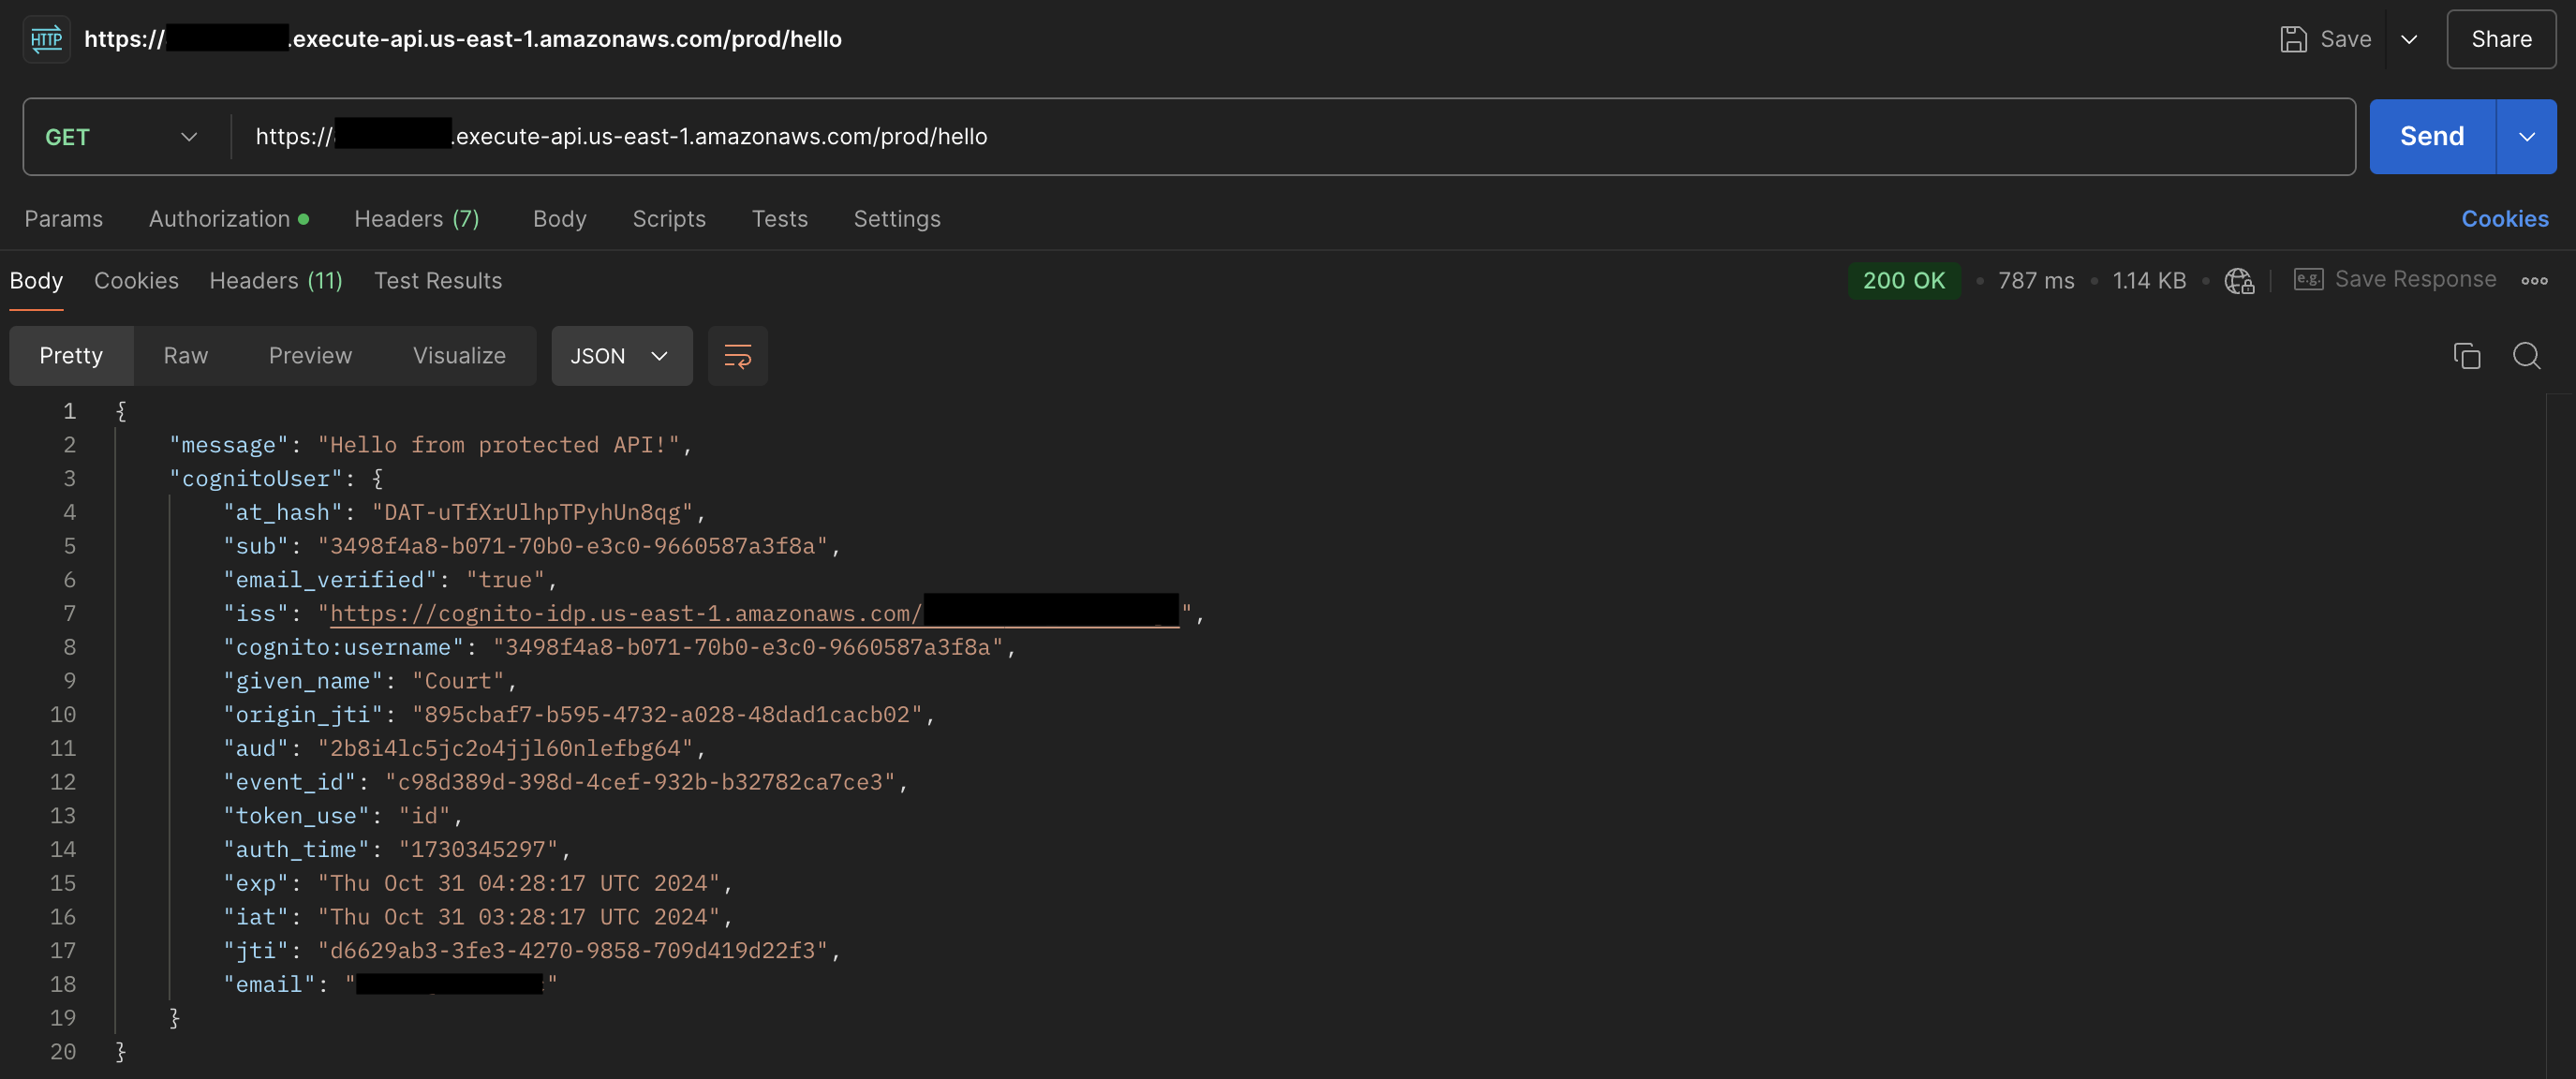 HTTP https:// .execute-api.us-east-1.amazonaws.com/prod/hello Save Share
GET https:// .execute-api.us-east-1.amazonaws.com/prod/hello Send
Params Authorization Headers (7) Body Scripts Tests Settings Cookies
Body Cookies Headers (11) Test Results 200 OK • 787 ms • 1.14 KB • e.g. Save Response
Pretty Raw Preview Visualize JSON
1 {
2 "message": "Hello from protected API!",
3 "cognitoUser": {
4 "at_hash": "DAT-uTfXrUlhpTPyhUn8qg",
5 "sub": "3498f4a8-b071-70b0-e3c0-9660587a3f8a",
6 "email_verified": "true",
7 "iss": "https://cognito-idp.us-east-1.amazonaws.com/ ",
8 "cognito:username": "3498f4a8-b071-70b0-e3c0-9660587a3f8a",
9 "given_name": "Court",
10 "origin_jti": "895cbaf7-b595-4732-a028-48dad1cacb02",
11 "aud": "2b8i4lc5jc2o4jjl60nlefbg64",
12 "event_id": "c98d389d-398d-4cef-932b-b32782ca7ce3",
13 "token_use": "id",
14 "auth_time": "1730345297",
15 "exp": "Thu Oct 31 04:28:17 UTC 2024",
16 "iat": "Thu Oct 31 03:28:17 UTC 2024",
17 "jti": "d6629ab3-3fe3-4270-9858-709d419d22f3",
18 "email": " "
19 }
20 }